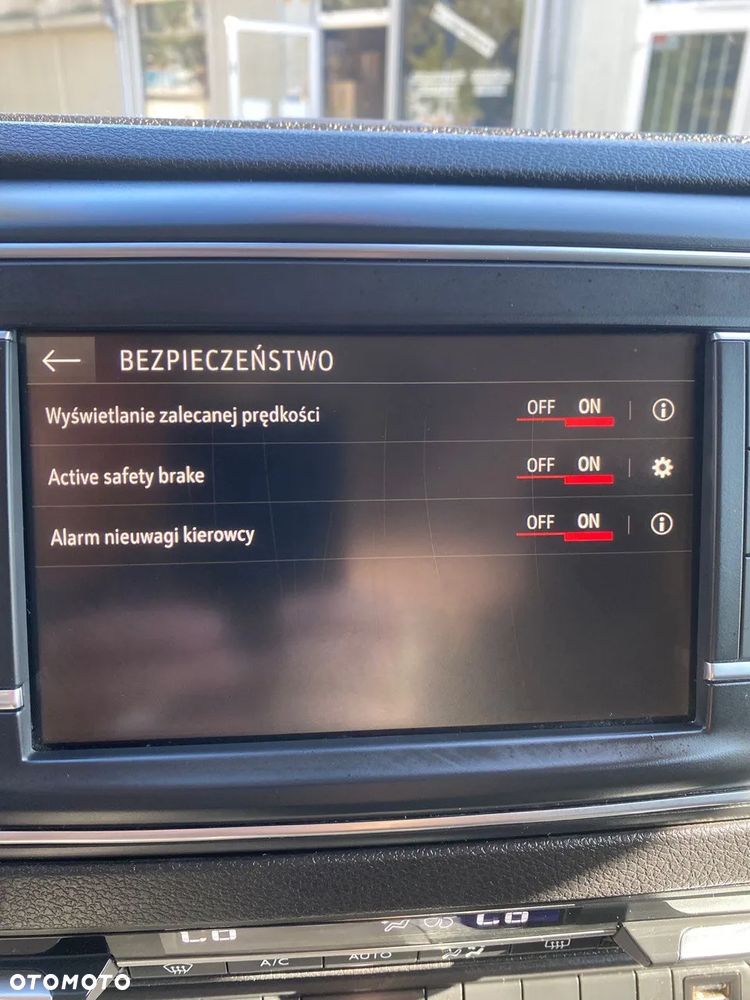 BEZPIECZEŃSTWO
Wyświetlanie zalecanej prędkości OFF ON
Active safety brake OFF ON
Alarm nieuwagi kierowcy OFF ON
LO LO
A/C AUTO
OTOMOTO